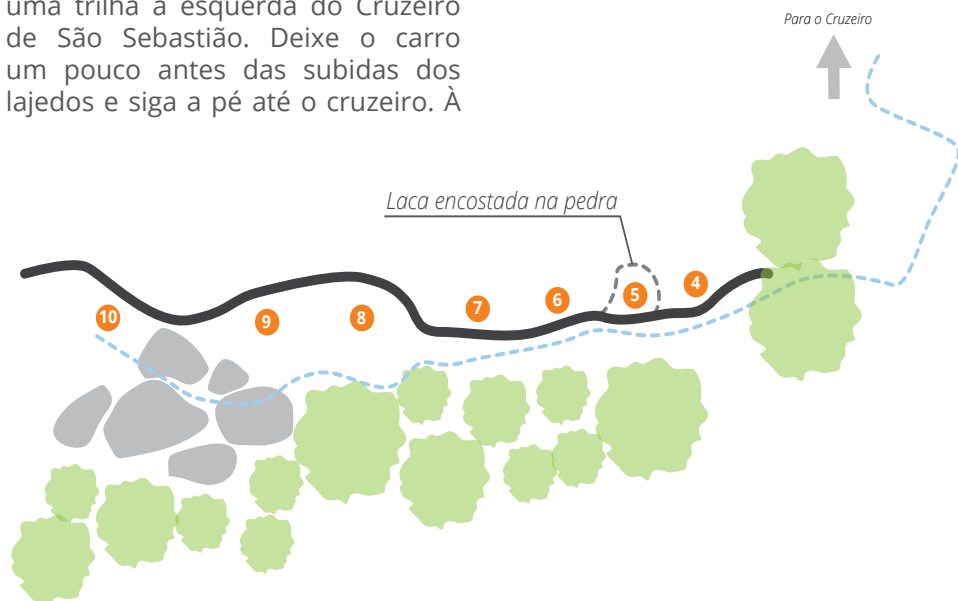 uma trilha à esquerda do Cruzeiro
de São Sebastião. Deixe o carro
um pouco antes das subidas dos
lajedos e siga a pé até o cruzeiro. À
Para o Cruzeiro
Laca encostada na pedra
4
5
6
7
8
9
10